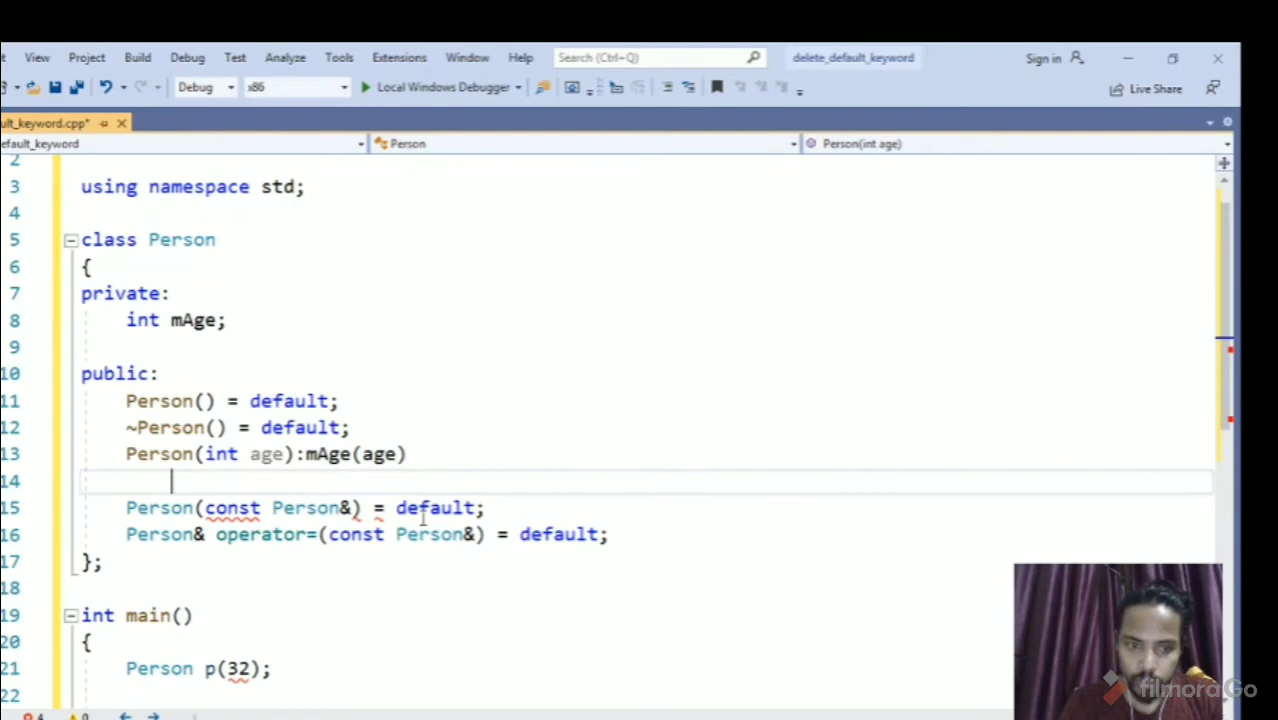 View Project Build Debug Test Analyze Tools Extensions Window Help Search (Ctrl+Q) delete_default_keyword Sign in
Debug x86 Local Windows Debugger Live Share
ult_keyword.cpp*
efault_keyword Person Person(int age)
2
3 using namespace std;
4
5 class Person
6 {
7 private:
8 int mAge;
9
10 public:
11 Person() = default;
12 ~Person() = default;
13 Person(int age):mAge(age)
14
15 Person(const Person&) = default;
16 Person& operator=(const Person&) = default;
17 };
18
19 int main()
20 {
21 Person p(32);
22
4 0
filmoraGo